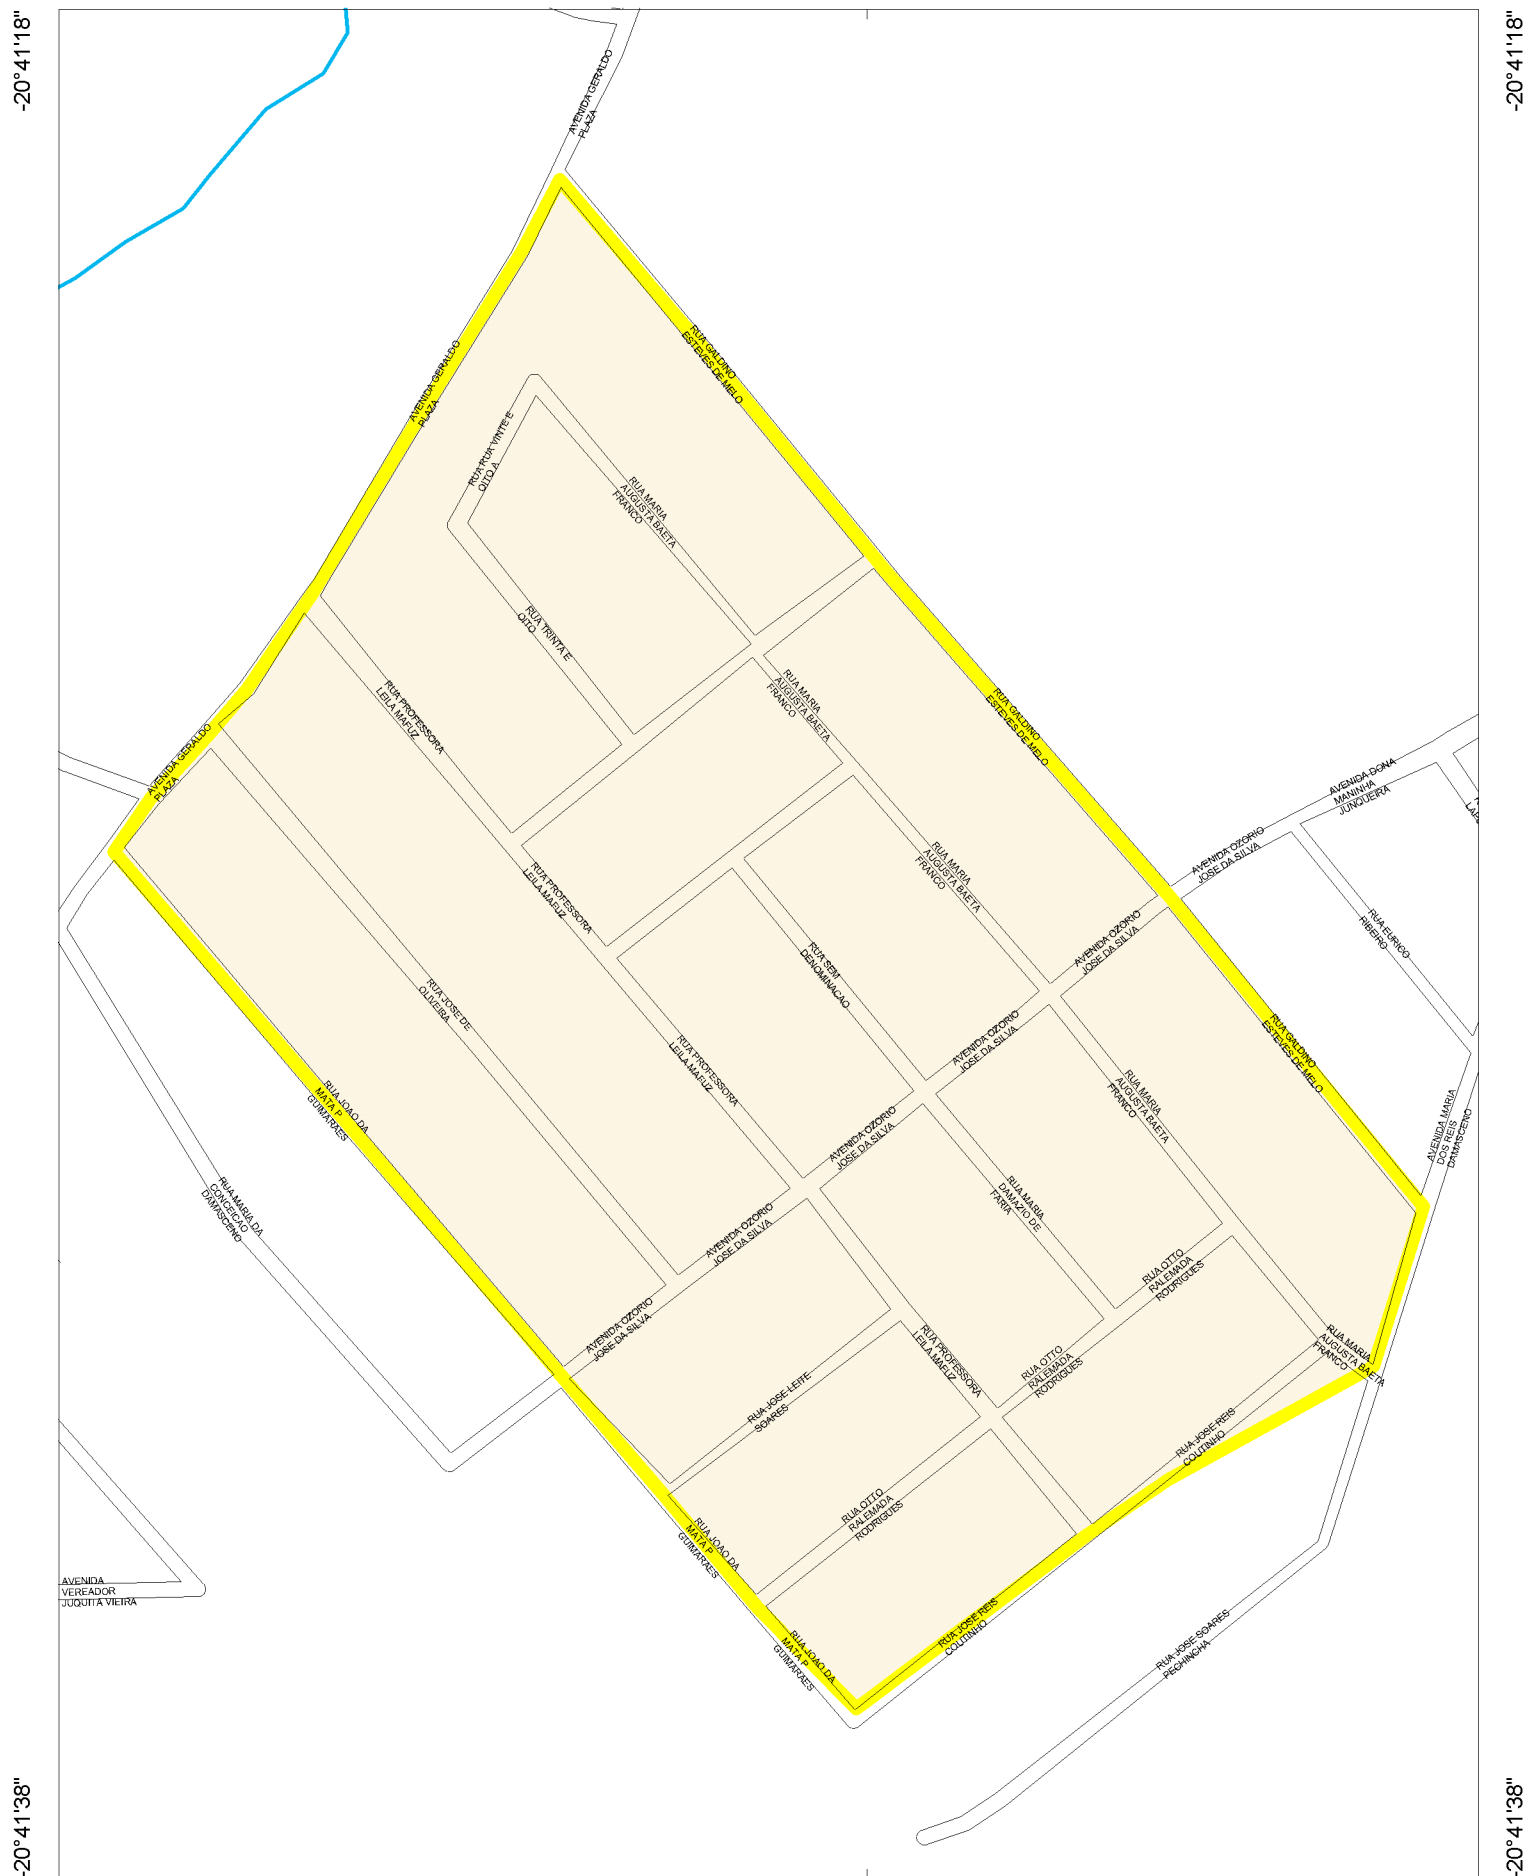 -20°41'18"
-20°41'18"
AVENIDA GERALDO
PLAZA
RUA GALDINO
ESTEVES DE MELO
AVENIDA GERALDO
PLAZA
RUA RUA VINTE E
OITO A
RUA MARIA
AUGUSTA BAETA
FRANCO
RUA TRINTA E
OITO
RUA PROFESSORA
LEILA MAFUZ
RUA MARIA
AUGUSTA BAETA
FRANCO
RUA GALDINO
ESTEVES DE MELO
AVENIDA GERALDO
PLAZA
AVENIDA DONA
MANINHA
JUNQUEIRA
AVENIDA OZORIO
JOSE DA SILVA
RUA MARIA
AUGUSTA BAETA
FRANCO
RUA PROFESSORA
LEILA MAFUZ
RUA EURICO
RIBEIRO
AVENIDA OZORIO
JOSE DA SILVA
RUA SEM
DENOMINACAO
RUA JOSE DE
OLIVEIRA
AVENIDA OZORIO
JOSE DA SILVA
RUA GALDINO
ESTEVES DE MELO
RUA PROFESSORA
LEILA MAFUZ
RUA MARIA
AUGUSTA BAETA
FRANCO
RUA JOAO DA
MATA P
GUIMARAES
AVENIDA OZORIO
JOSE DA SILVA
AVENIDA MARIA
DOS REIS
DAMASCENO
RUA MARIA DA
CONCEICAO
DAMASCENO
RUA MARIA
DAMAZIO DE
FARIA
AVENIDA OZORIO
JOSE DA SILVA
RUA OTTO
RALEMADA
RODRIGUES
AVENIDA OZORIO
JOSE DA SILVA
RUA PROFESSORA
LEILA MAFUZ
RUA MARIA
AUGUSTA BAETA
FRANCO
RUA OTTO
RALEMADA
RODRIGUES
RUA JOSE LEITE
SOARES
RUA JOSE REIS
COUTINHO
RUA OTTO
RALEMADA
RODRIGUES
RUA JOAO DA
MATA P
GUIMARAES
AVENIDA
VEREADOR
JUQUITA VIEIRA
RUA JOSE REIS
COUTINHO
RUA JOAO DA
MATA P
GUIMARAES
RUA JOSE SOARES
PECHINCHA
-20°41'38"
-20°41'38"